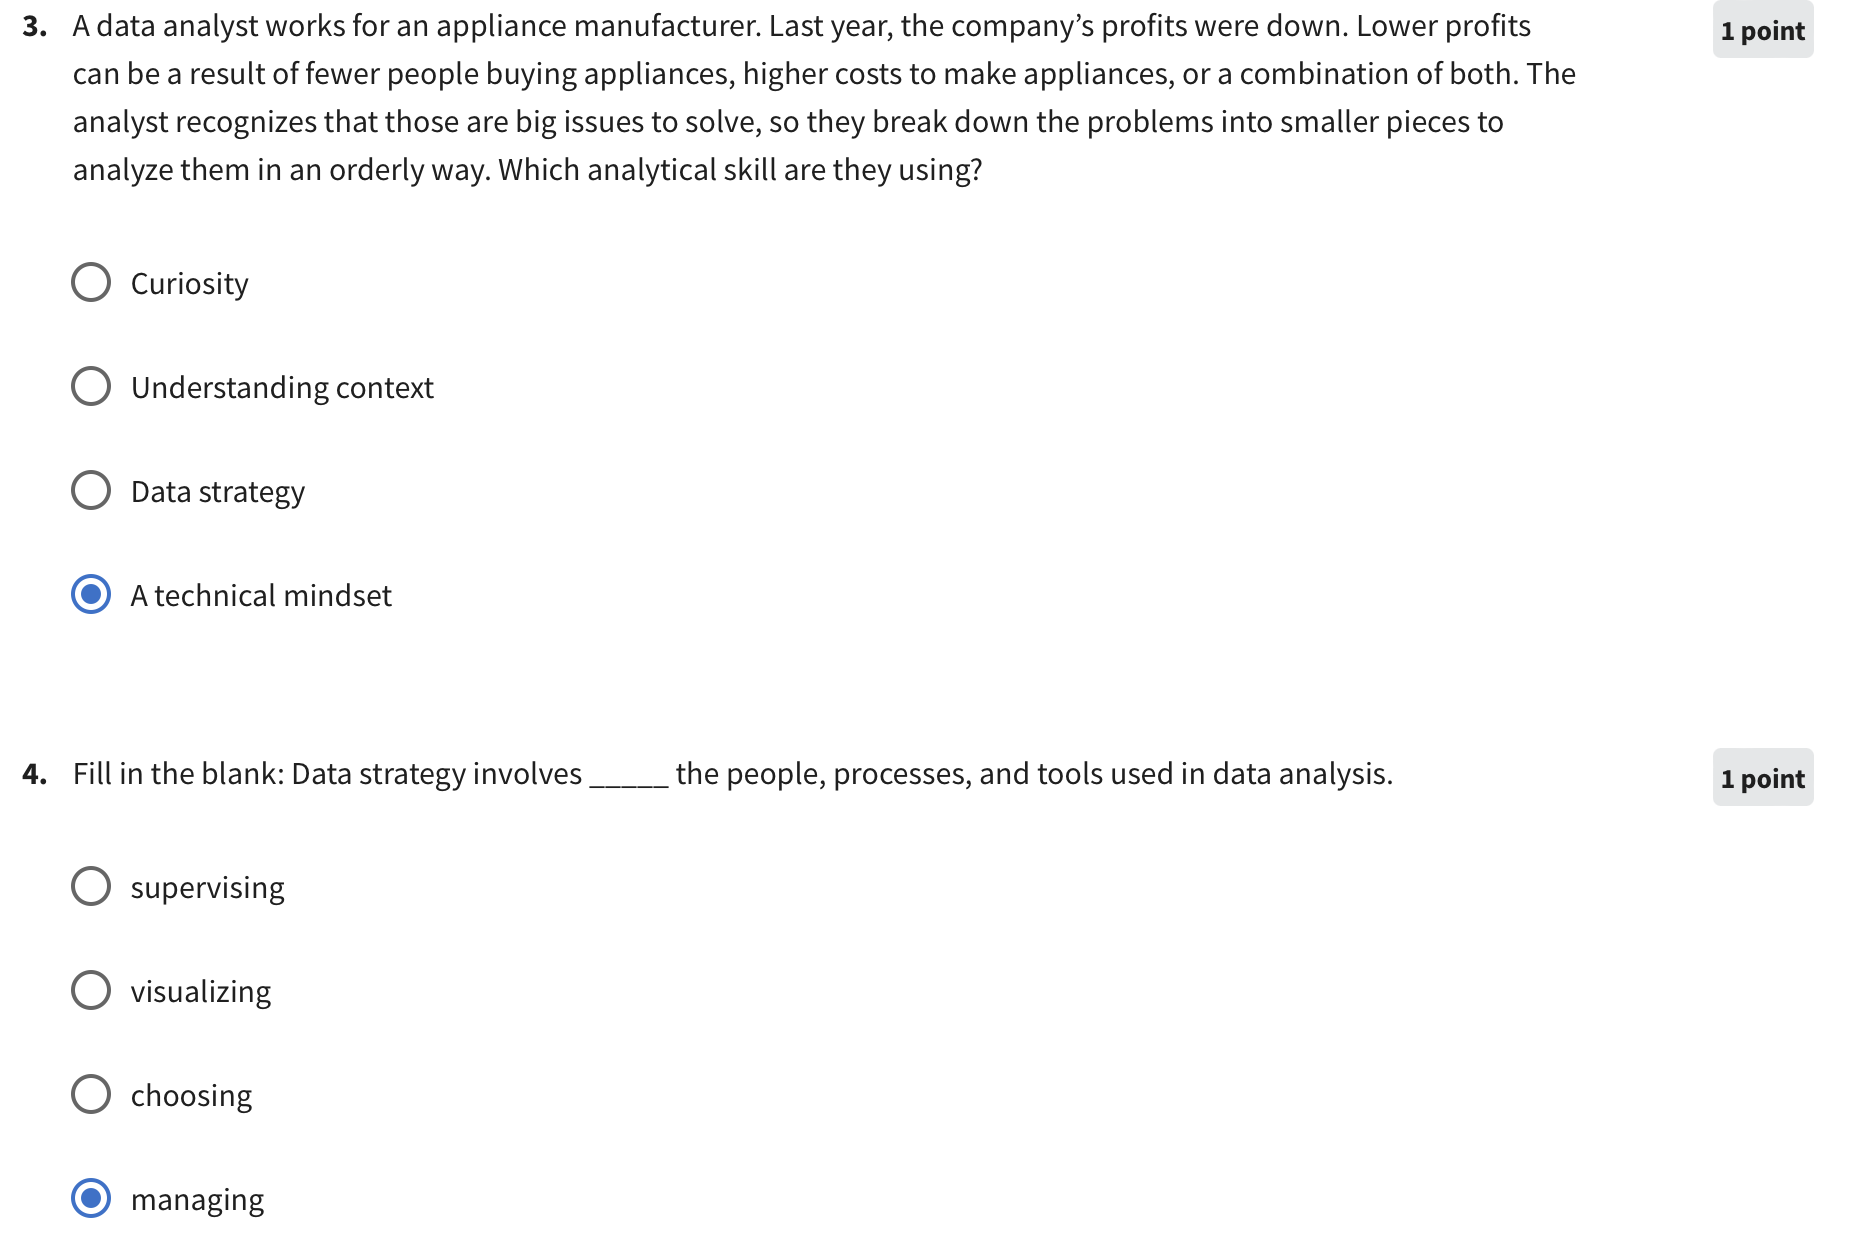 3. A data analyst works for an appliance manufacturer. Last year, the company’s profits were down. Lower profits
1 point
can be a result of fewer people buying appliances, higher costs to make appliances, or a combination of both. The
analyst recognizes that those are big issues to solve, so they break down the problems into smaller pieces to
analyze them in an orderly way. Which analytical skill are they using?
Curiosity
Understanding context
Data strategy
A technical mindset
4. Fill in the blank: Data strategy involves _____ the people, processes, and tools used in data analysis.
1 point
supervising
visualizing
choosing
managing